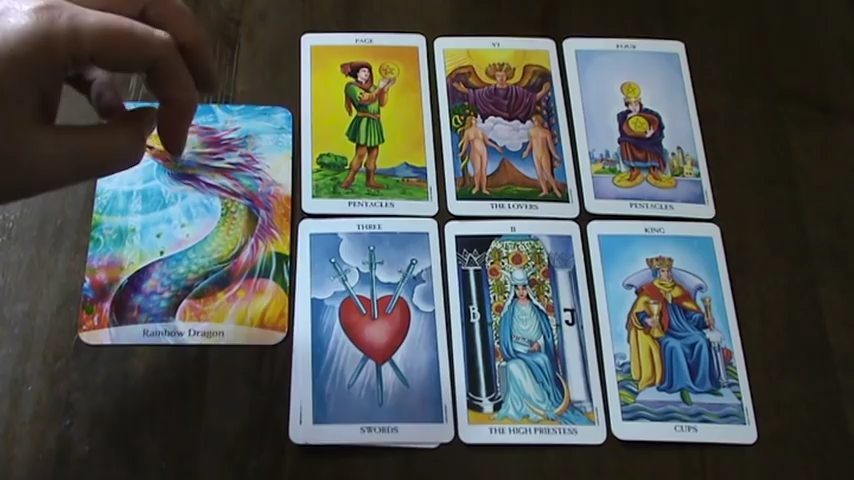 PAGE
PENTACLES
VI
THE LOVERS
FOUR
PENTACLES
Rainbow Dragon
THREE
SWORDS
II
B
J
THE HIGH PRIESTESS
KING
CUPS